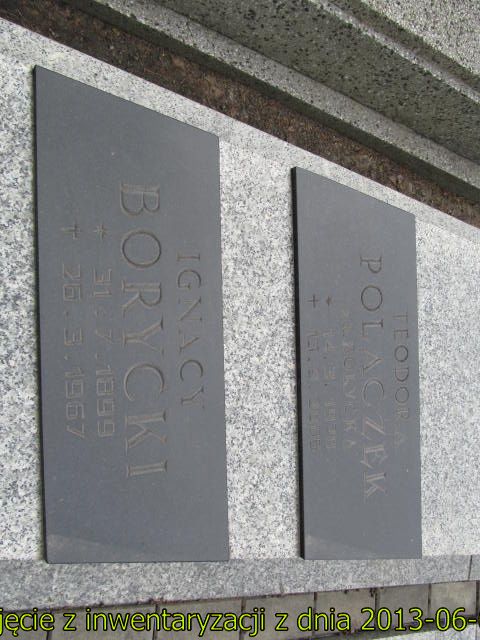 IGNACY
BORYCKI
* 31.7.1899
† 26.3.1967
TEODORA
POLACZEK
jęcie z inwentaryzacji z dnia 2013-06-